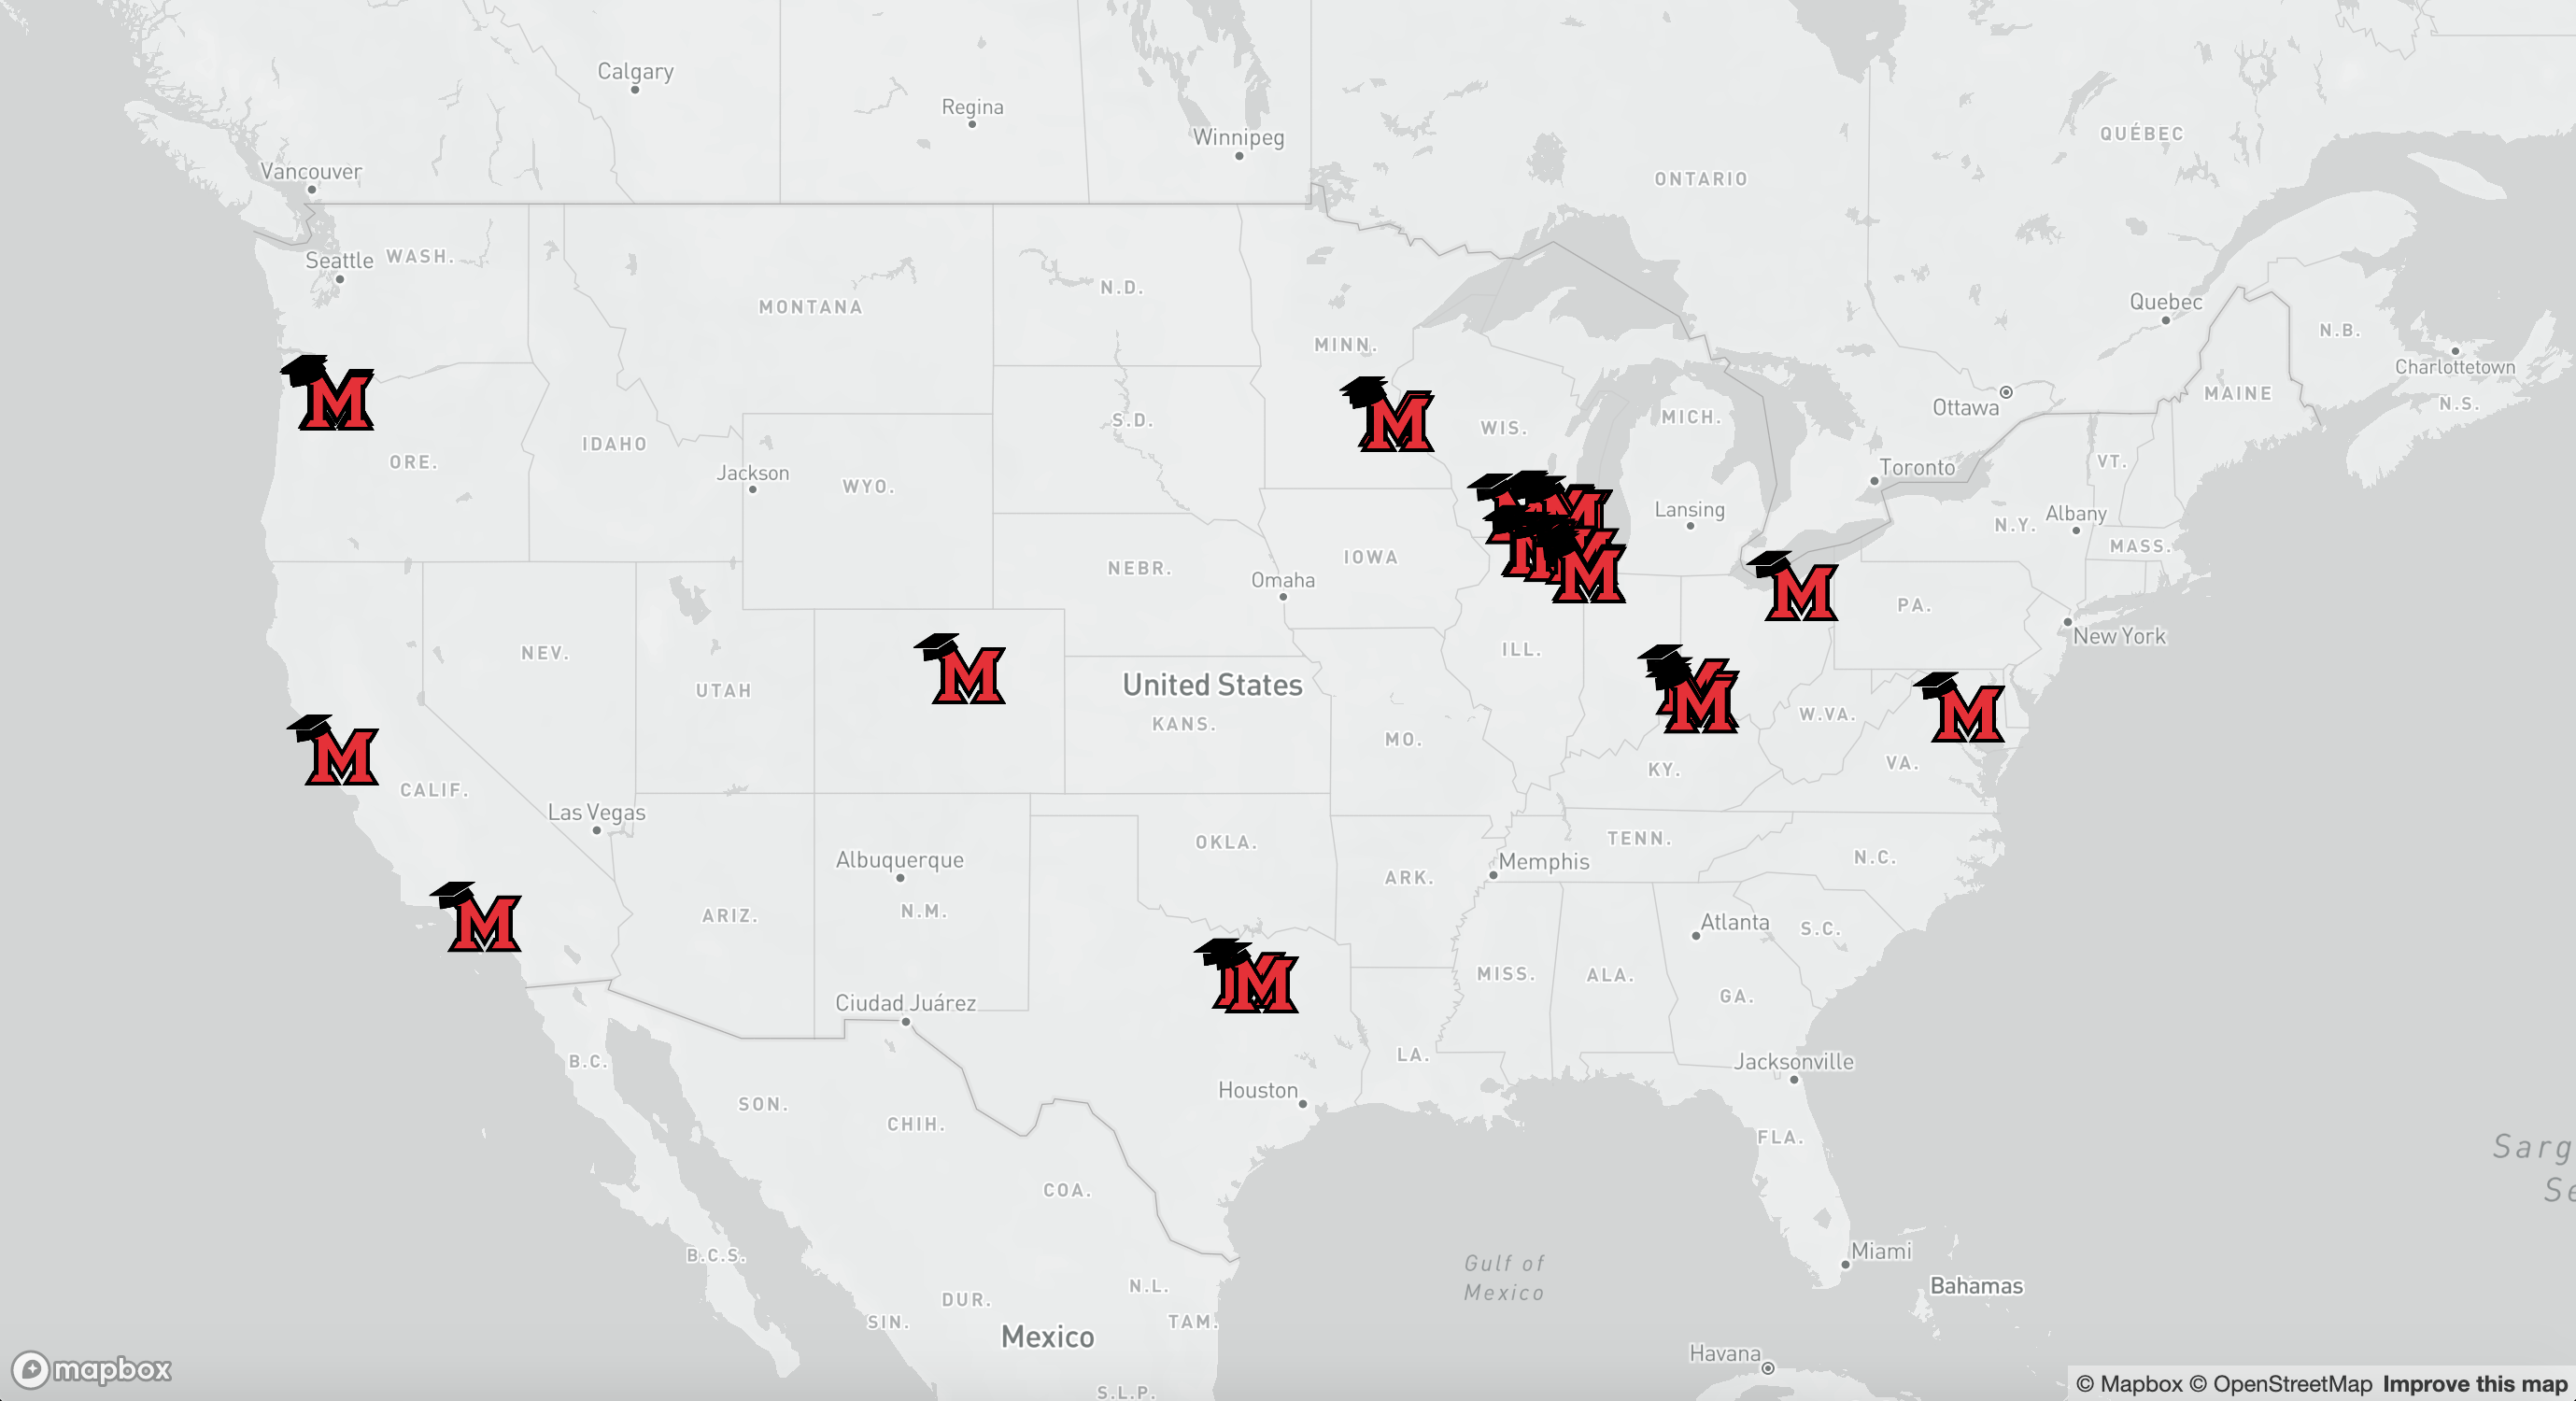 Calgary
Regina
Winnipeg
QUÉBEC
Vancouver
ONTARIO
Seattle
WASH.
N.D.
MONTANA
Quebec
N.B.
MINN.
Charlottetown
MAINE
N.S.
Ottawa
MICH.
S.D.
WIS.
IDAHO
ORE.
VT.
Toronto
Jackson
WYO.
Lansing
Albany
N.Y.
MASS.
IOWA
NEBR.
Omaha
PA.
New York
NEV.
ILL.
United States
UTAH
KANS.
W.VA.
MO.
VA.
KY.
CALIF.
Las Vegas
OKLA.
TENN.
N.C.
Albuquerque
Memphis
ARK.
N.M.
ARIZ.
Atlanta
S.C.
MISS.
ALA.
GA.
Ciudad Juárez
LA.
B.C.
Jacksonville
Houston
SON.
CHIH.
FLA.
Sarg
Se
COA.
B.C.S.
Miami
Gulf of
Mexico
N.L.
Bahamas
DUR.
SIN.
TAM.
Mexico
Havana
S.L.P.
M
M
M
M
M
M
M
M
M
M
M
M
mapbox
© Mapbox © OpenStreetMap Improve this map